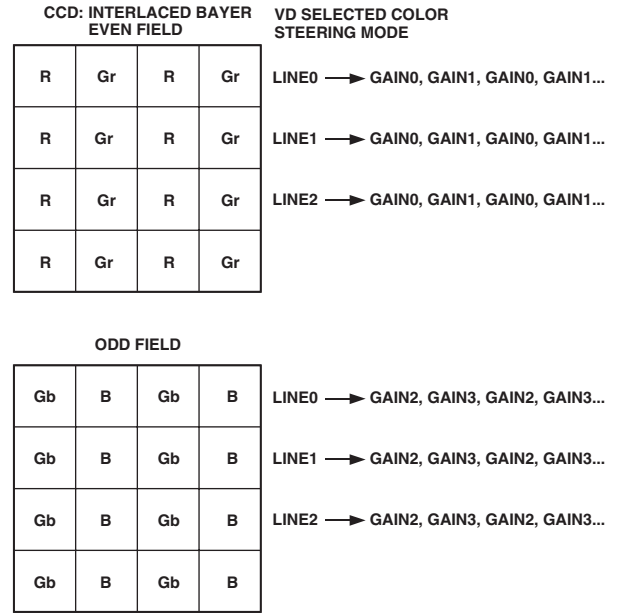 CCD: INTERLACED BAYER
EVEN FIELD
VD SELECTED COLOR
STEERING MODE
R Gr R Gr
LINE0 GAIN0, GAIN1, GAIN0, GAIN1...
R Gr R Gr
LINE1 GAIN0, GAIN1, GAIN0, GAIN1...
R Gr R Gr
LINE2 GAIN0, GAIN1, GAIN0, GAIN1...
R Gr R Gr
ODD FIELD
Gb B Gb B
LINE0 GAIN2, GAIN3, GAIN2, GAIN3...
Gb B Gb B
LINE1 GAIN2, GAIN3, GAIN2, GAIN3...
Gb B Gb B
LINE2 GAIN2, GAIN3, GAIN2, GAIN3...
Gb B Gb B